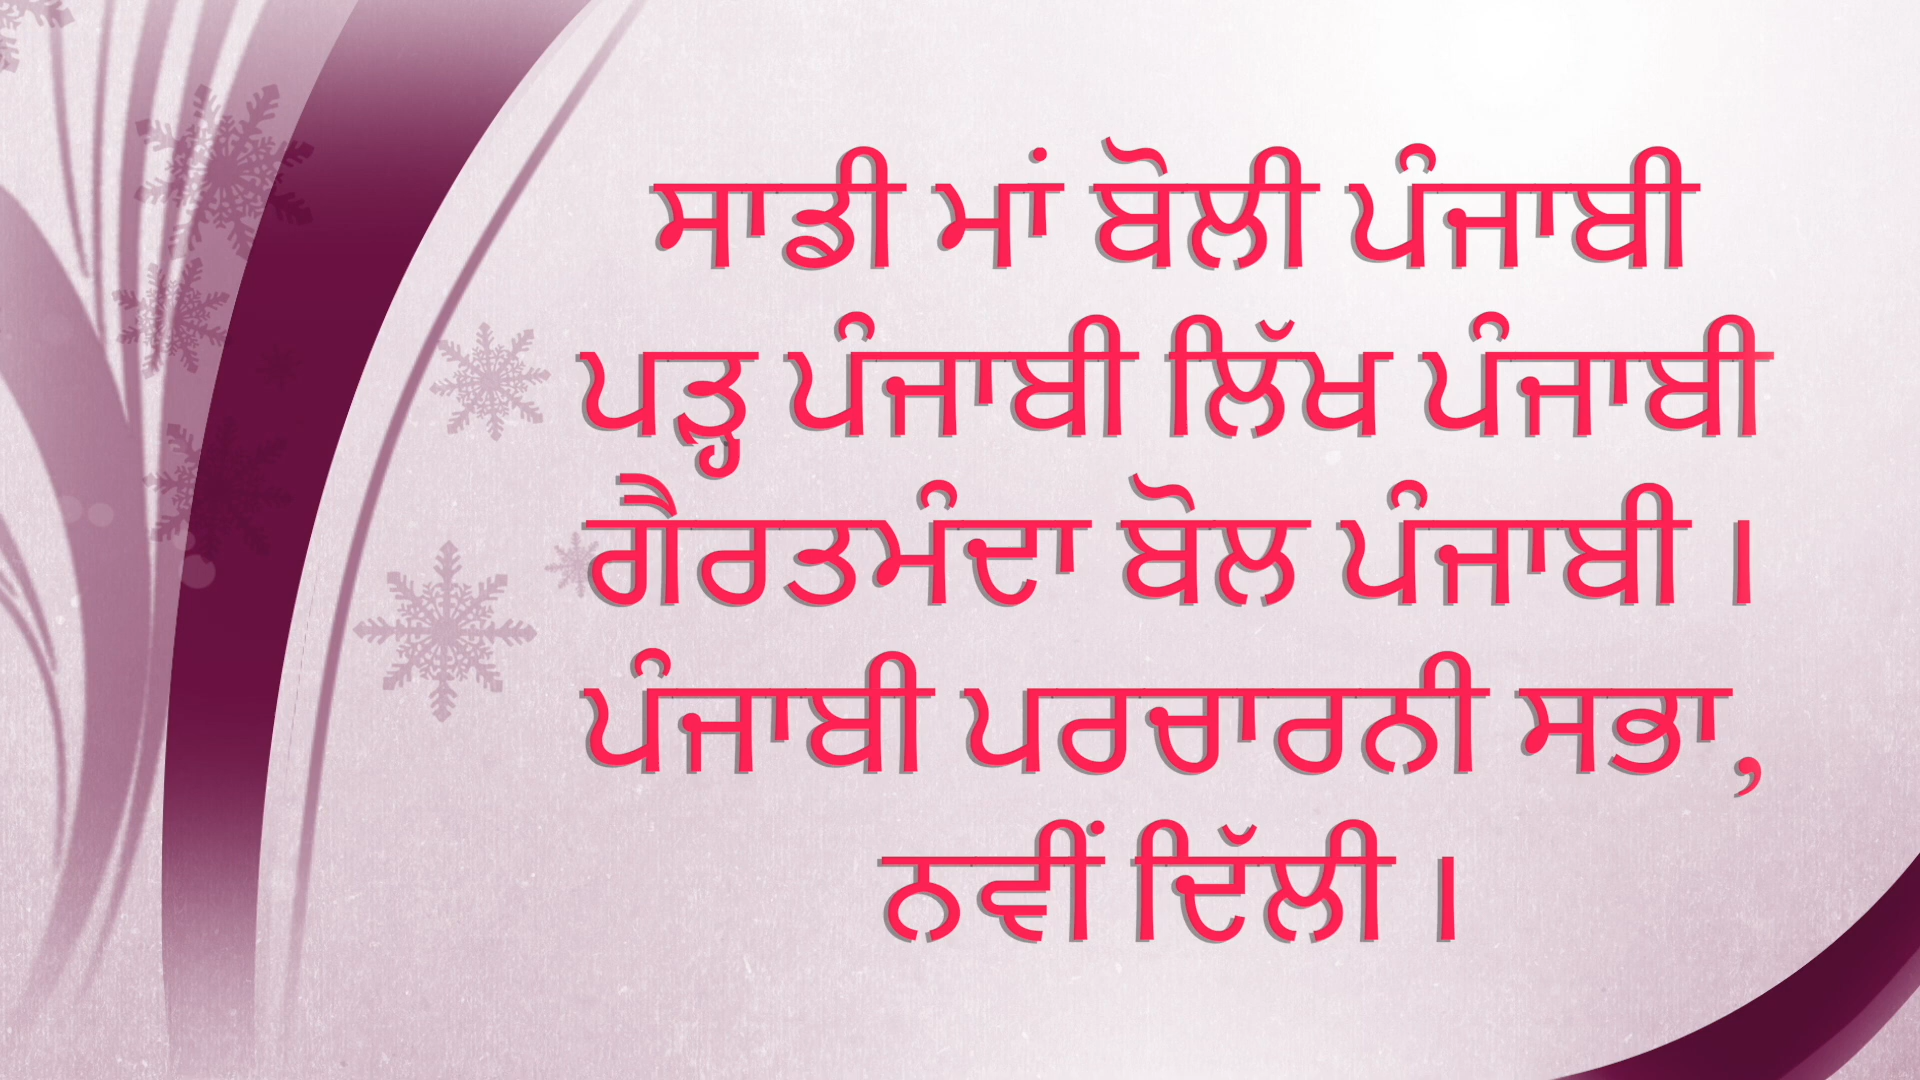 ਸਾਡੀ ਮਾਂ ਬੋਲੀ ਪੰਜਾਬੀ
ਪੜ੍ਹ ਪੰਜਾਬੀ ਲਿੱਖ ਪੰਜਾਬੀ
ਗੈਰਤਮੰਦਾ ਬੋਲ ਪੰਜਾਬੀ ।
ਪੰਜਾਬੀ ਪਰਚਾਰਨੀ ਸਭਾ,
ਨਵੀਂ ਦਿੱਲੀ ।